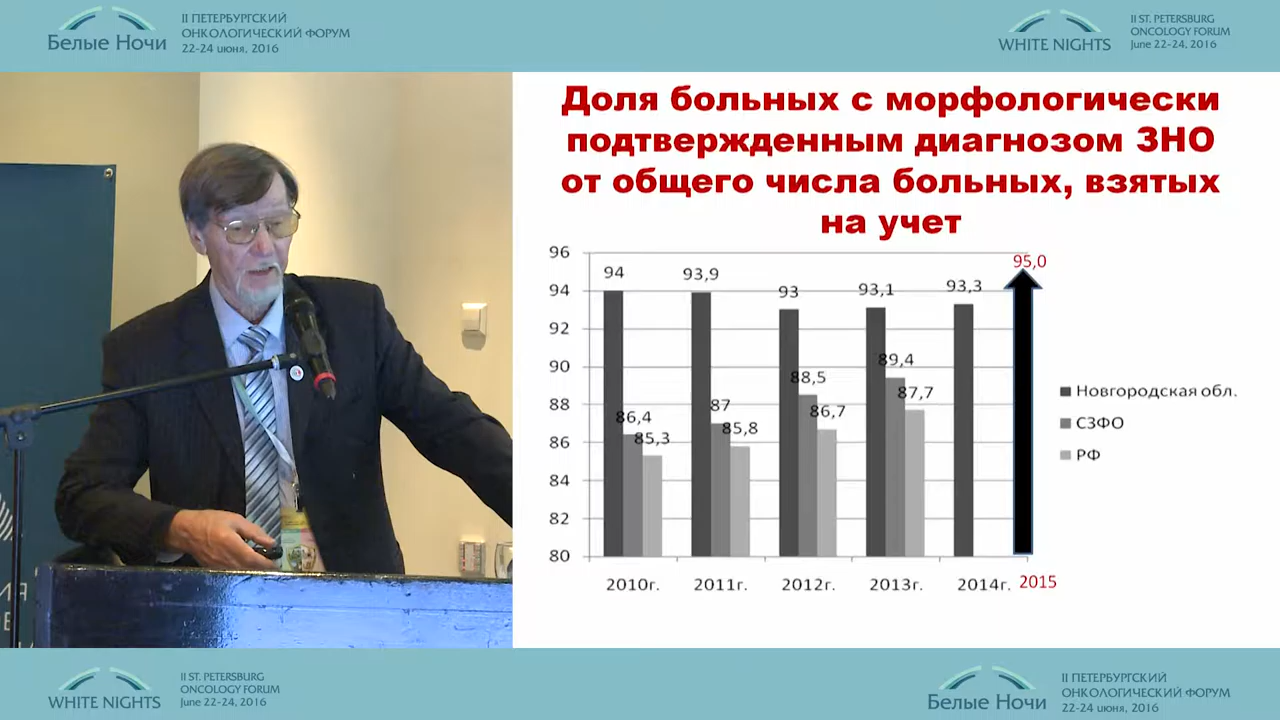 Белые Ночи
II ПЕТЕРБУРГСКИЙ
ОНКОЛОГИЧЕСКИЙ ФОРУМ
22-24 июня, 2016
WHITE NIGHTS
II ST. PETERSBURG
ONCOLOGY FORUM
June 22-24, 2016
Доля больных с морфологически
подтвержденным диагнозом ЗНО
от общего числа больных, взятых
на учет
96
94
92
90
88
86
84
82
80
94
86,4
85,3
93,9
87
85,8
93
88,5
86,7
93,1
89,4
87,7
93,3
95,0
2010г.
2011г.
2012г.
2013г.
2014г.
2015
Новгородская обл.
СЗФО
РФ
WHITE NIGHTS
II ST. PETERSBURG
ONCOLOGY FORUM
June 22-24, 2016
Белые Ночи
II ПЕТЕРБУРГСКИЙ
ОНКОЛОГИЧЕСКИЙ ФОРУМ
22-24 июня, 2016